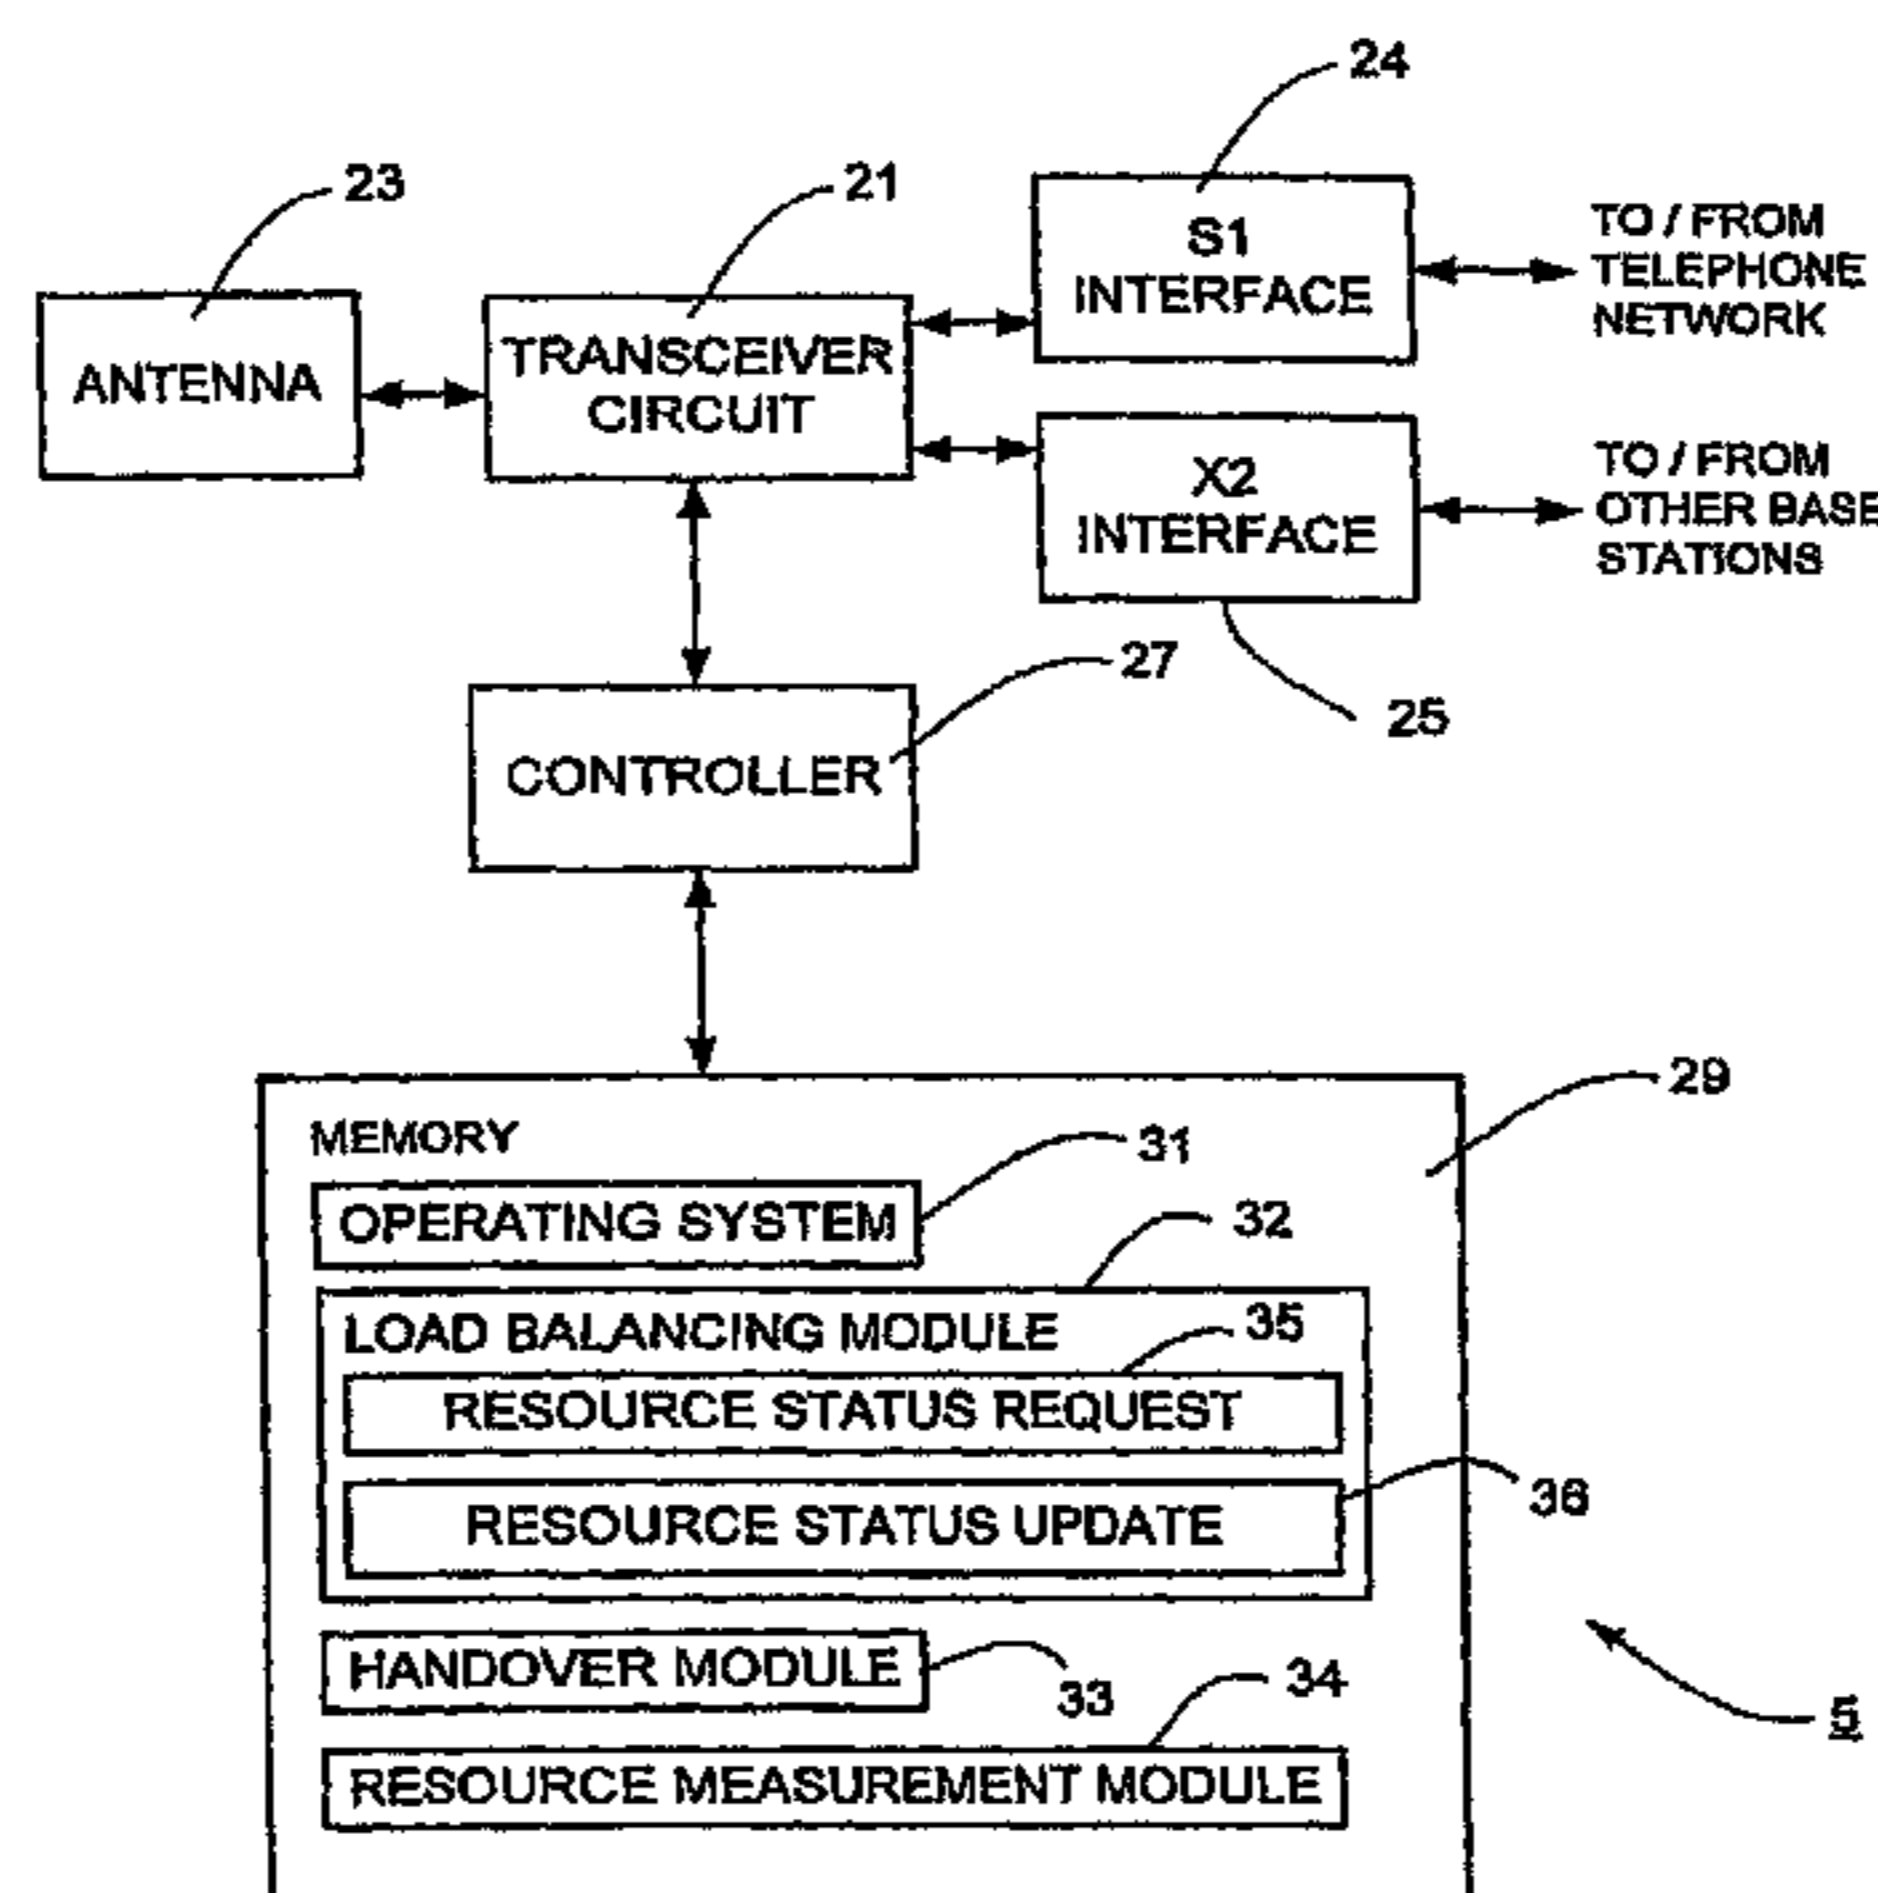 24
23
21
S1
INTERFACE
TO / FROM
TELEPHONE
NETWORK
ANTENNA
TRANSCEIVER
CIRCUIT
X2
INTERFACE
TO / FROM
OTHER BASE
STATIONS
27
25
CONTROLLER
29
MEMORY
31
OPERATING SYSTEM
32
LOAD BALANCING MODULE
35
RESOURCE STATUS REQUEST
36
RESOURCE STATUS UPDATE
HANDOVER MODULE
33
34
5
RESOURCE MEASUREMENT MODULE